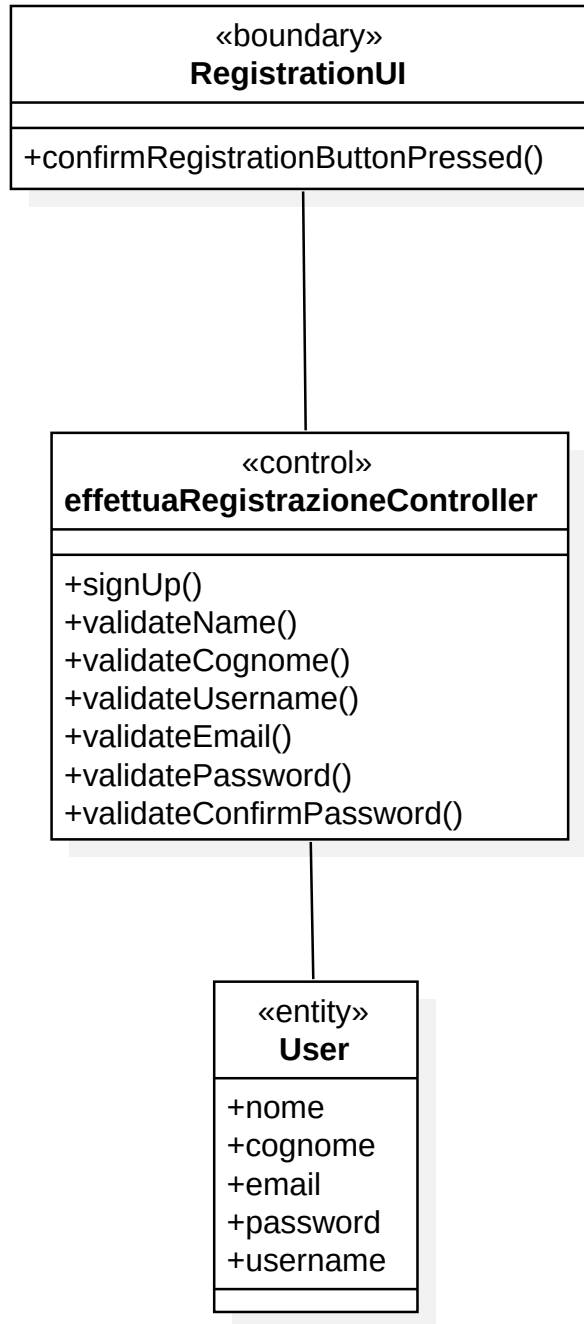 «boundary»
RegistrationUI
+confirmRegistrationButtonPressed()
«control»
effettuaRegistrazioneController
+signUp()
+validateName()
+validateCognome()
+validateUsername()
+validateEmail()
+validatePassword()
+validateConfirmPassword()
«entity»
User
+nome
+cognome
+email
+password
+username